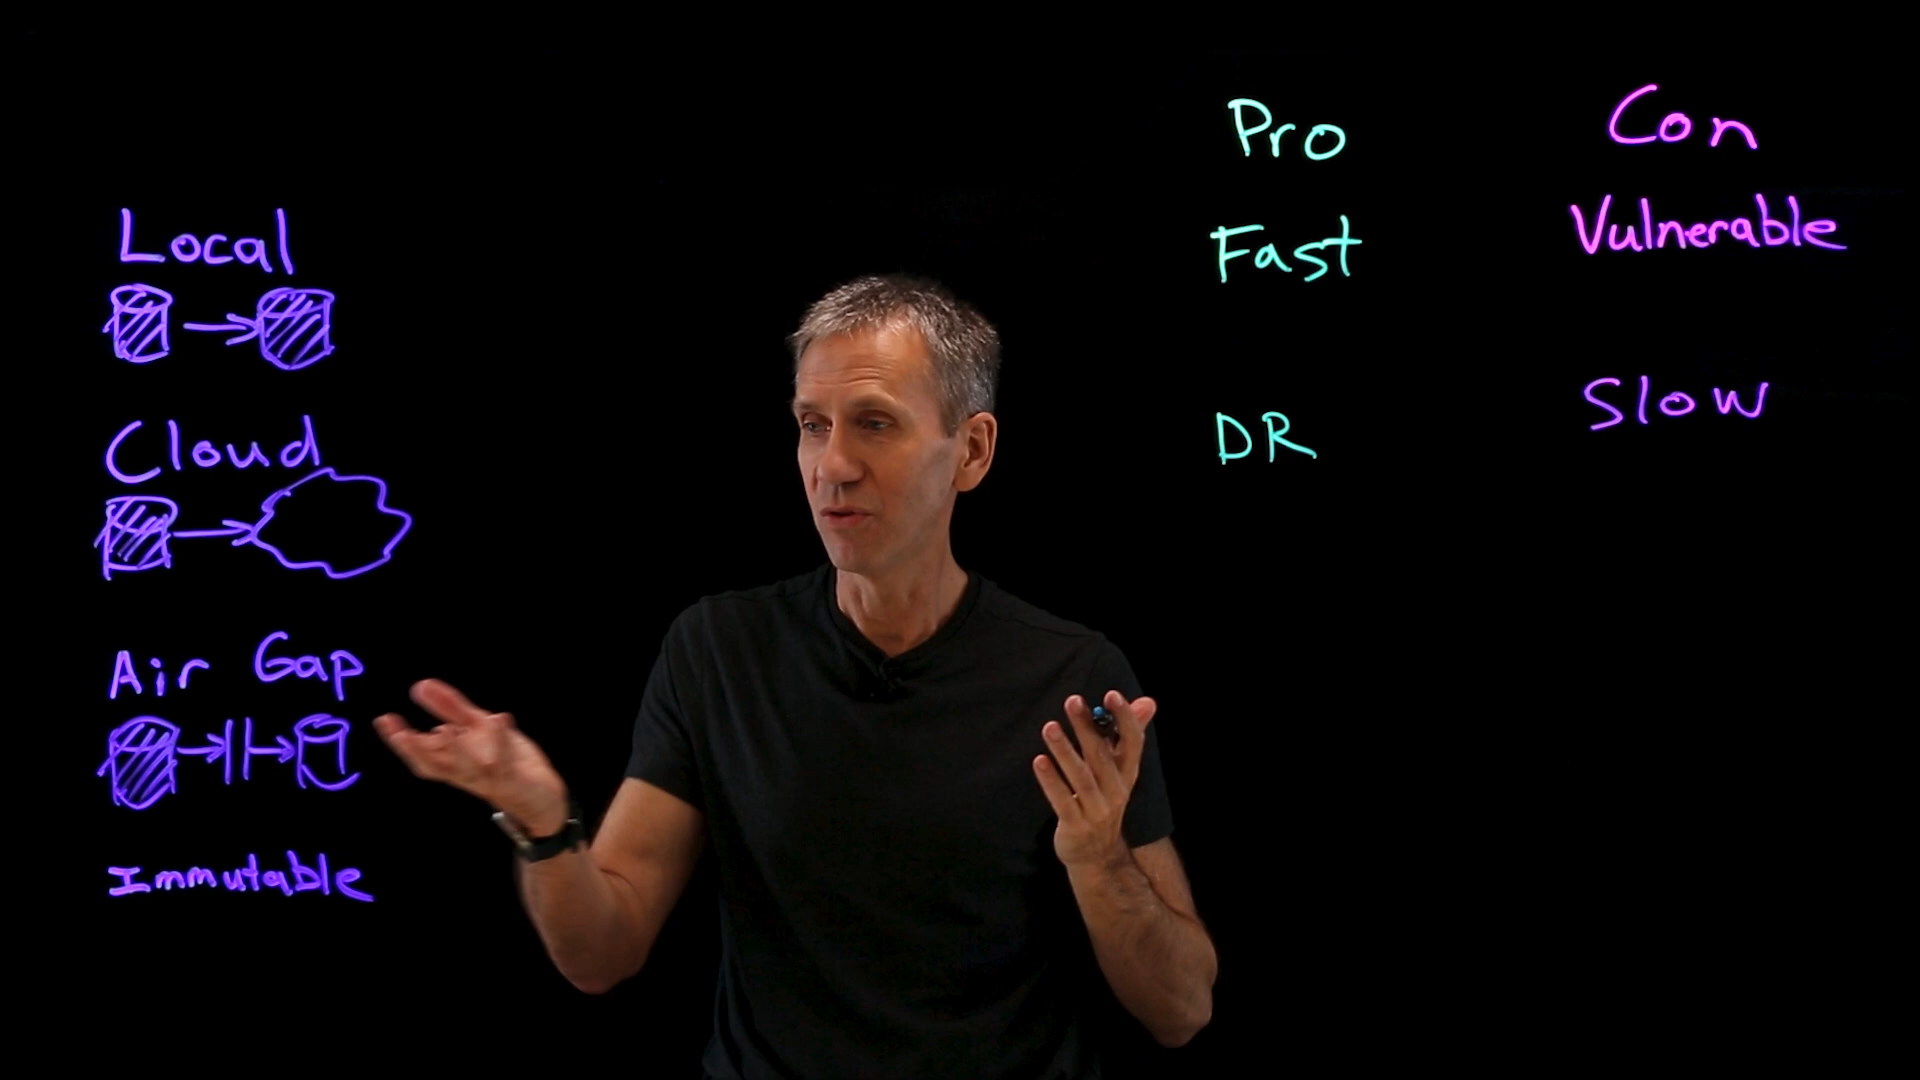 Pro
Con
Local
Fast
Vulnerable
Cloud
DR
Slow
Air Gap
Immutable